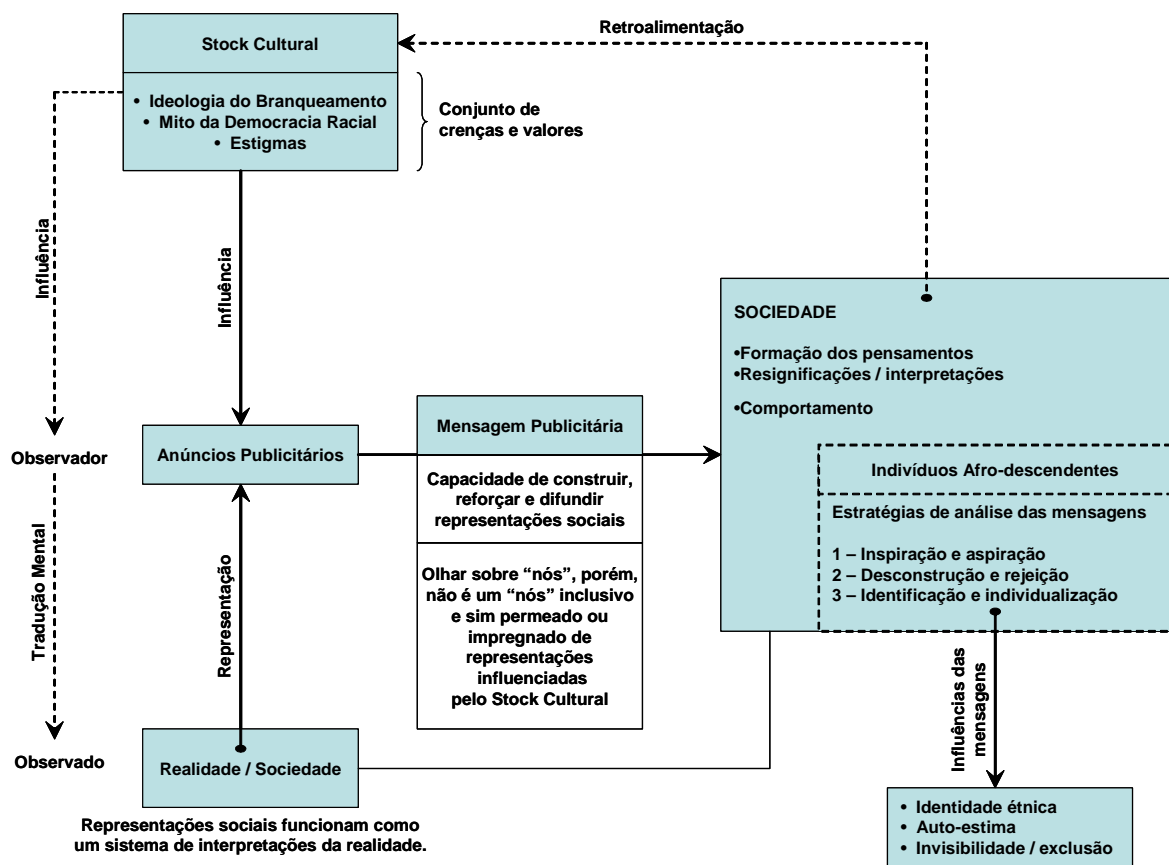 Retroalimentação
Stock Cultural
• Ideologia do Branqueamento
• Mito da Democracia Racial
• Estigmas
Conjunto de
crenças e valores
Influência
Influência
SOCIEDADE
•Formação dos pensamentos
•Resignificações / interpretações
•Comportamento
Observador
Anúncios Publicitários
Mensagem Publicitária
Capacidade de construir,
reforçar e difundir
representações sociais
Olhar sobre “nós”, porém,
não é um “nós” inclusivo
e sim permeado ou
impregnado de
representações
influenciadas
pelo Stock Cultural
Indivíduos Afro-descendentes
Estratégias de análise das mensagens
1 – Inspiração e aspiração
2 – Desconstrução e rejeição
3 – Identificação e individualização
Tradução Mental
Representação
Influências das
mensagens
Observado
Realidade / Sociedade
Representações sociais funcionam como
um sistema de interpretações da realidade.
• Identidade étnica
• Auto-estima
• Invisibilidade / exclusão